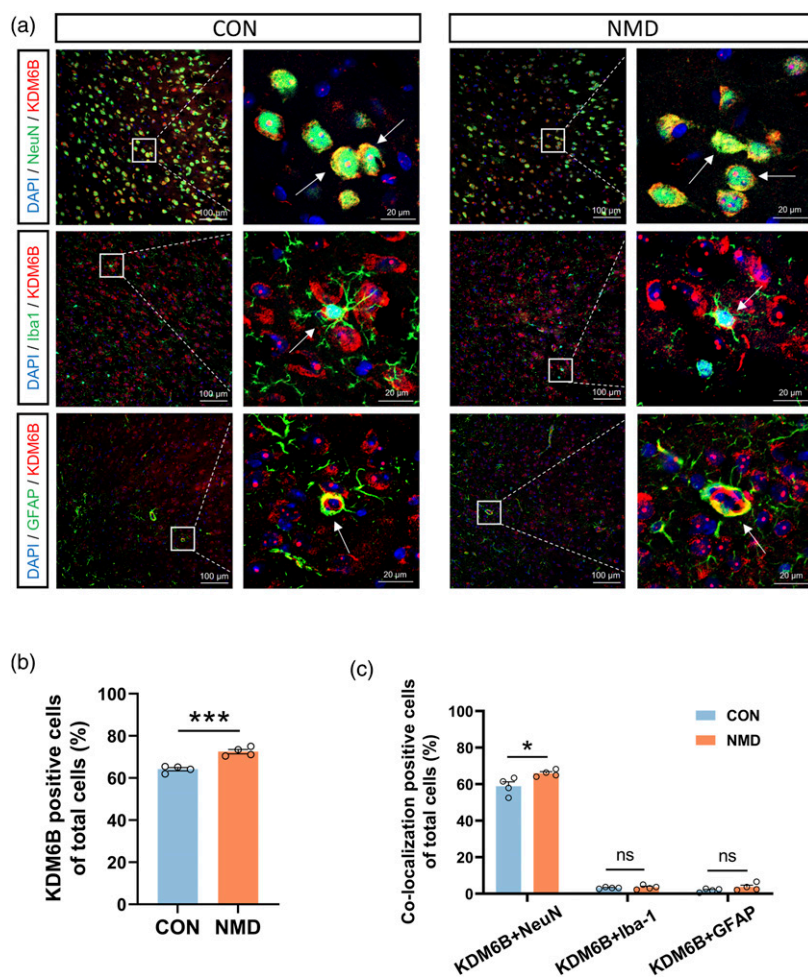 (a)
CON
NMD
DAPI / NeuN / KDM6B
100 µm
20 µm
100 µm
20 µm
DAPI / Iba1 / KDM6B
100 µm
20 µm
100 µm
20 µm
DAPI / GFAP / KDM6B
100 µm
20 µm
100 µm
20 µm
(b)
KDM6B positive cells
of total cells (%)
100
80
60
40
20
0
***
CON
NMD
(c)
Co-localization positive cells
of total cells (%)
100
80
60
40
20
0
CON
NMD
*
ns
ns
KDM6B+NeuN
KDM6B+Iba-1
KDM6B+GFAP